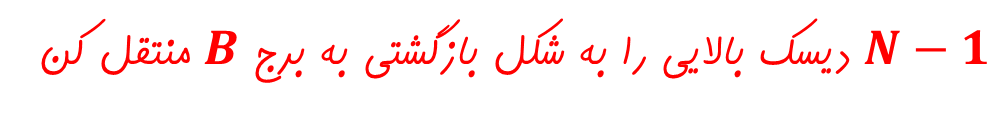 N − 1 دیسک بالایی را به شکل بازگشتی به برج B منتقل کن